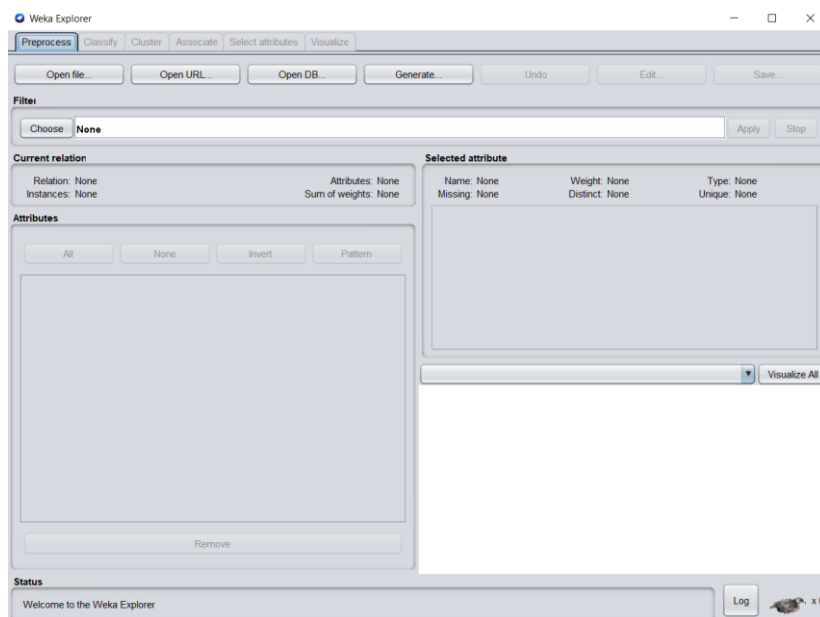 Weka Explorer
Preprocess Classify Cluster Associate Select attributes Visualize
Open file... Open URL... Open DB... Generate... Undo Edit... Save...
Filter
Choose None Apply Stop
Current relation
Relation: None Attributes: None
Instances: None Sum of weights: None
Selected attribute
Name: None Weight: None Type: None
Missing: None Distinct: None Unique: None
Attributes
All None Invert Pattern
Remove
Visualize All
Status
Welcome to the Weka Explorer
Log x